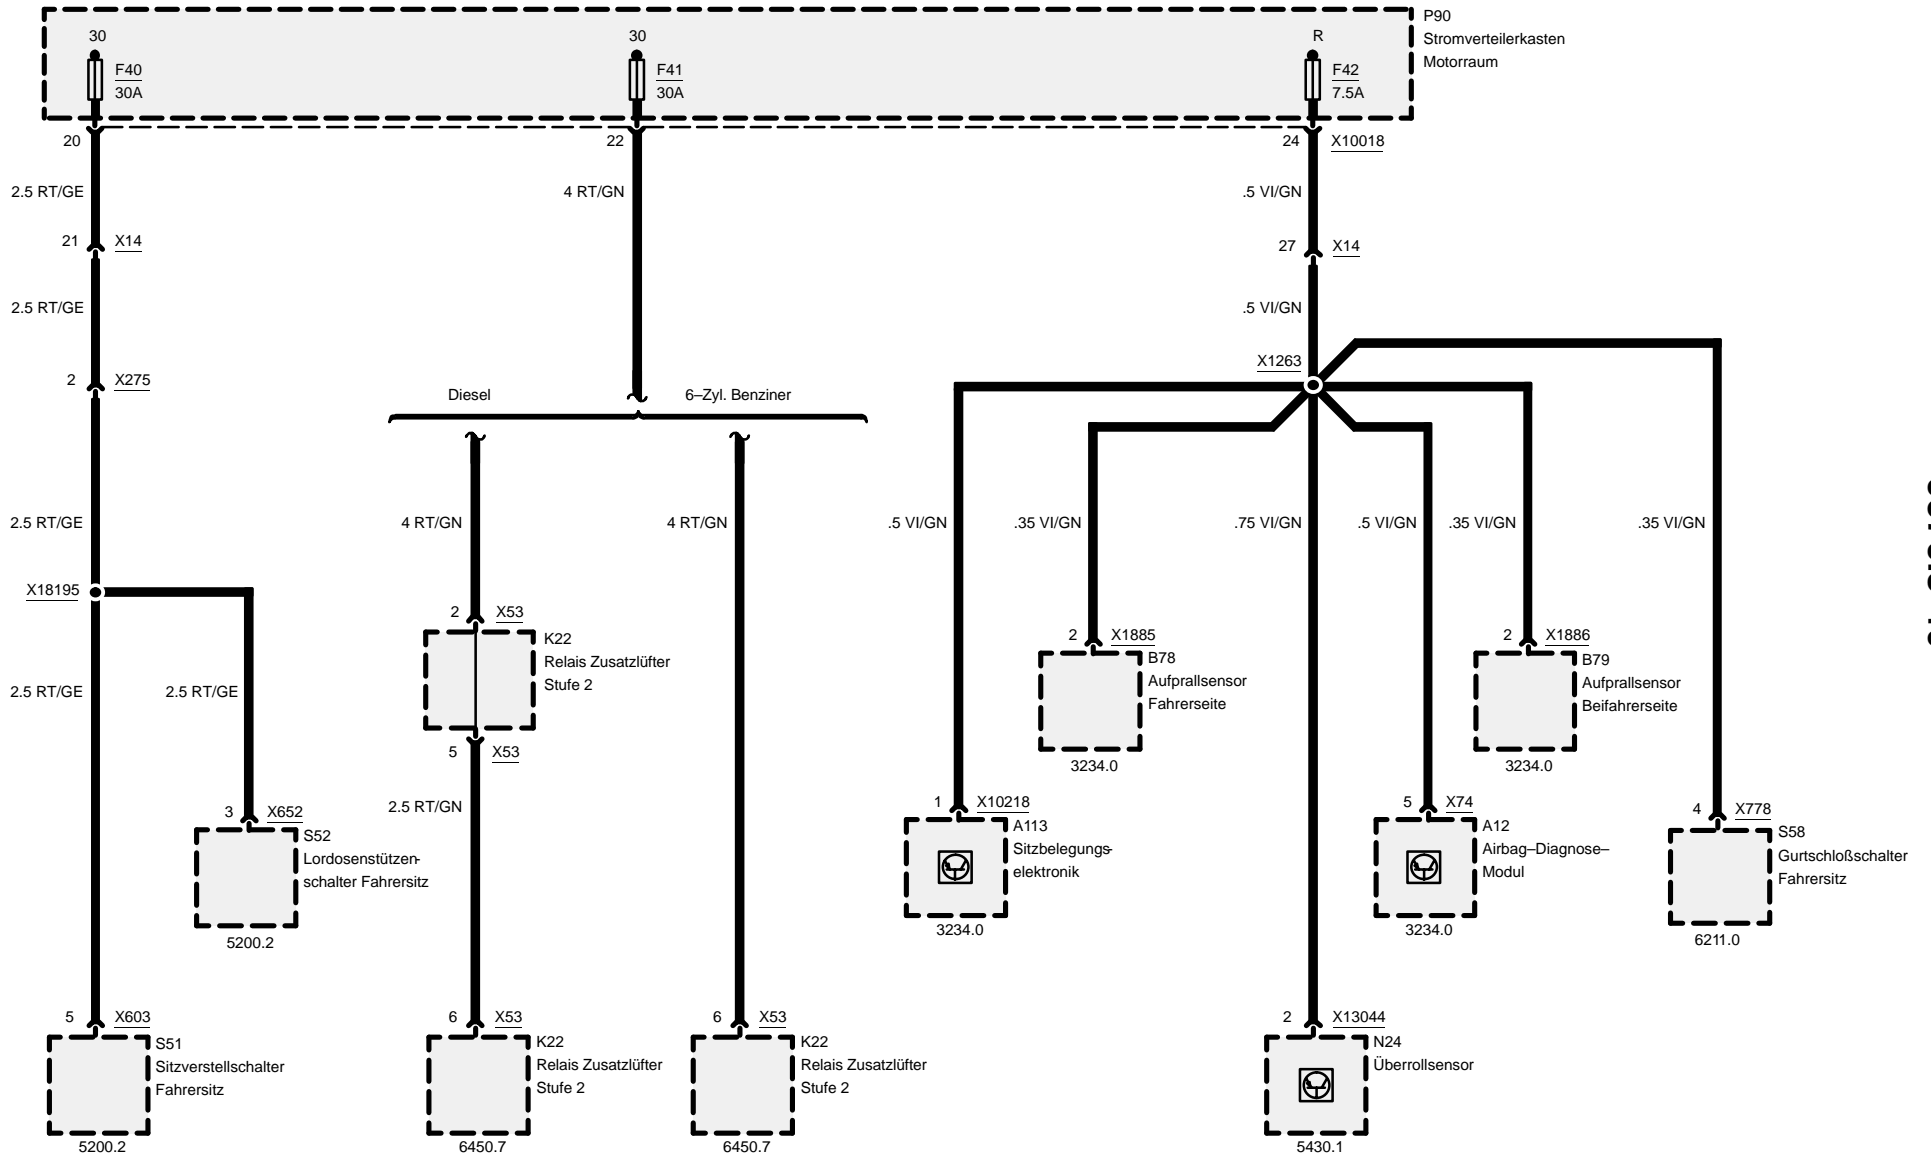 P90
Stromverteilerkasten
Motorraum
30
F40
30A
30
F41
30A
R
F42
7.5A
20
22
24
X10018
2.5 RT/GE
4 RT/GN
.5 VI/GN
21
X14
27
X14
2.5 RT/GE
.5 VI/GN
X1263
2
X275
Diesel
6–Zyl. Benziner
2.5 RT/GE
4 RT/GN
4 RT/GN
.5 VI/GN
.35 VI/GN
.75 VI/GN
.5 VI/GN
.35 VI/GN
.35 VI/GN
X18195
2
X53
K22
Relais Zusatzlüfter
Stufe 2
2
X1885
B78
Aufprallsensor
Fahrerseite
3234.0
2
X1886
B79
Aufprallsensor
Beifahrerseite
3234.0
2.5 RT/GE
2.5 RT/GE
5
X53
2.5 RT/GN
3
X652
S52
Lordosenstützen-
schalter Fahrersitz
5200.2
1
X10218
A113
Sitzbelegungs-
elektronik
3234.0
5
X74
A12
Airbag–Diagnose–
Modul
3234.0
4
X778
S58
Gurtschloßschalter
Fahrersitz
6211.0
5
X603
S51
Sitzverstellschalter
Fahrersitz
5200.2
6
X53
K22
Relais Zusatzlüfter
Stufe 2
6450.7
6
X53
K22
Relais Zusatzlüfter
Stufe 2
6450.7
2
X13044
N24
Überrollsensor
5430.1